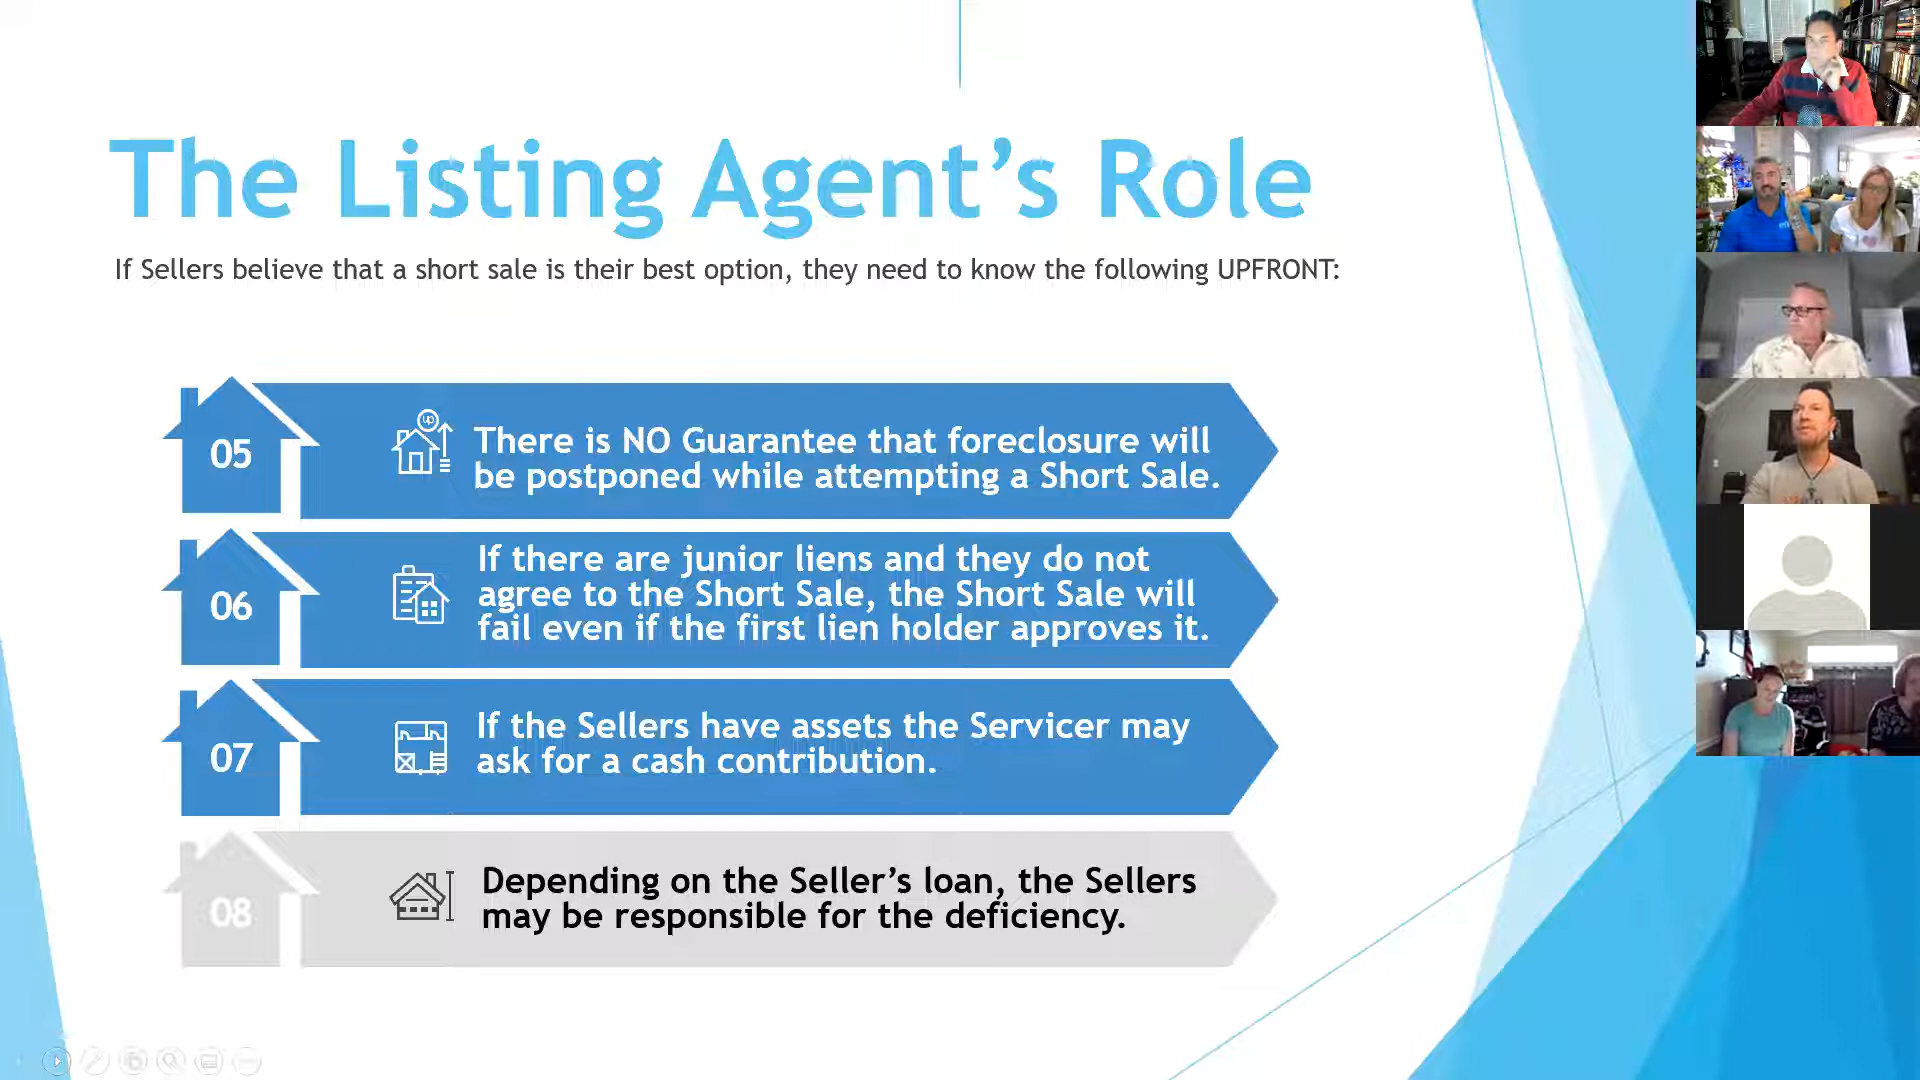 The Listing Agent’s Role
If Sellers believe that a short sale is their best option, they need to know the following UPFRONT:
05
up
There is NO Guarantee that foreclosure will
be postponed while attempting a Short Sale.
06
If there are junior liens and they do not
agree to the Short Sale, the Short Sale will
fail even if the first lien holder approves it.
07
If the Sellers have assets the Servicer may
ask for a cash contribution.
08
Depending on the Seller’s loan, the Sellers
may be responsible for the deficiency.